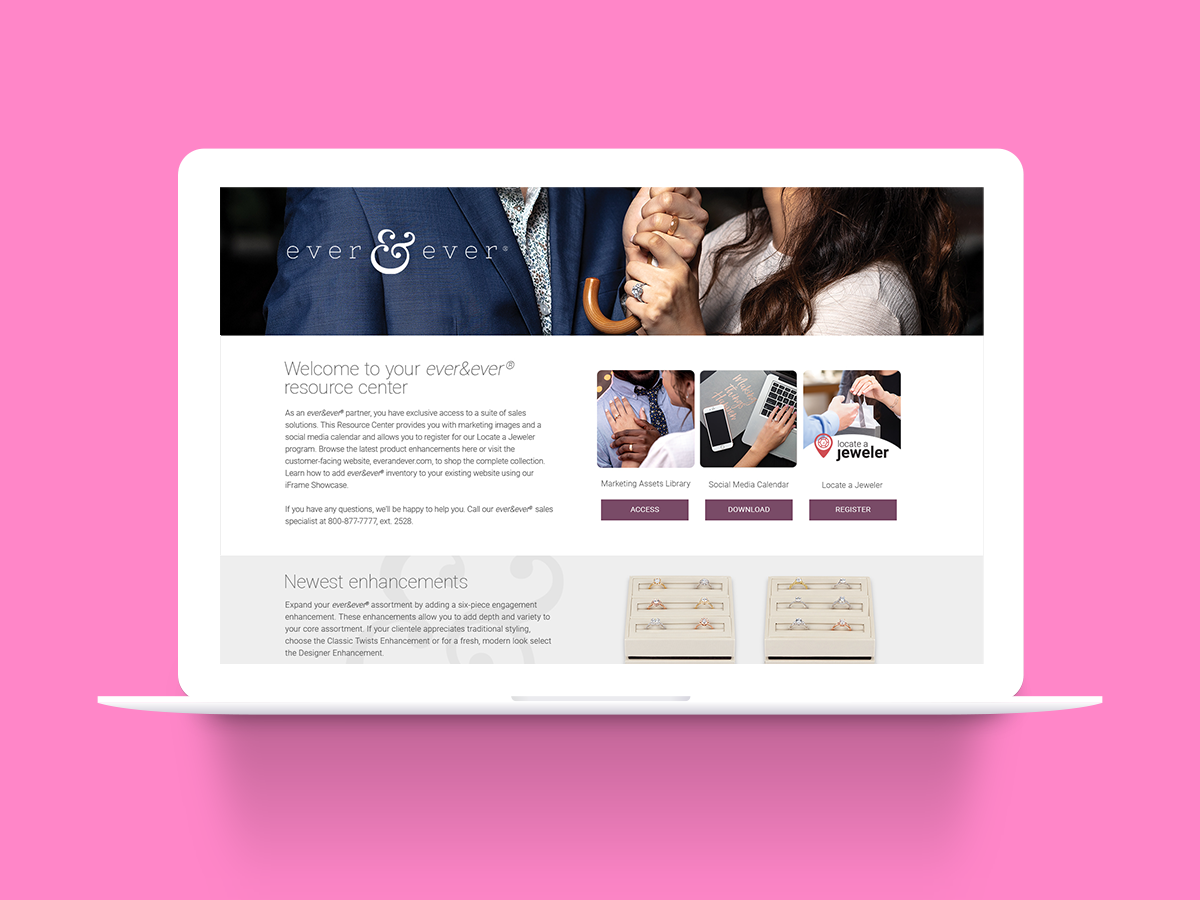 ever & ever®
Welcome to your ever&ever®
resource center
As an ever&ever® partner, you have exclusive access to a suite of sales
solutions. This Resource Center provides you with marketing images and a
social media calendar and allows you to register for our Locate a Jeweler
program. Browse the latest product enhancements here or visit the
customer-facing website, everandever.com, to shop the complete collection.
Learn how to add ever&ever® inventory to your existing website using our
iFrame Showcase.
If you have any questions, we'll be happy to help you. Call our ever&ever® sales
specialist at 800-877-7777, ext. 2528.
Making
Things
Happen
locate a
jeweler
Marketing Assets Library
Social Media Calendar
Locate a Jeweler
ACCESS
DOWNLOAD
REGISTER
&
Newest enhancements
Expand your ever&ever® assortment by adding a six-piece engagement
enhancement. These enhancements allow you to add depth and variety to
your core assortment. If your clientele appreciates traditional styling,
choose the Classic Twists Enhancement or for a fresh, modern look select
the Designer Enhancement.